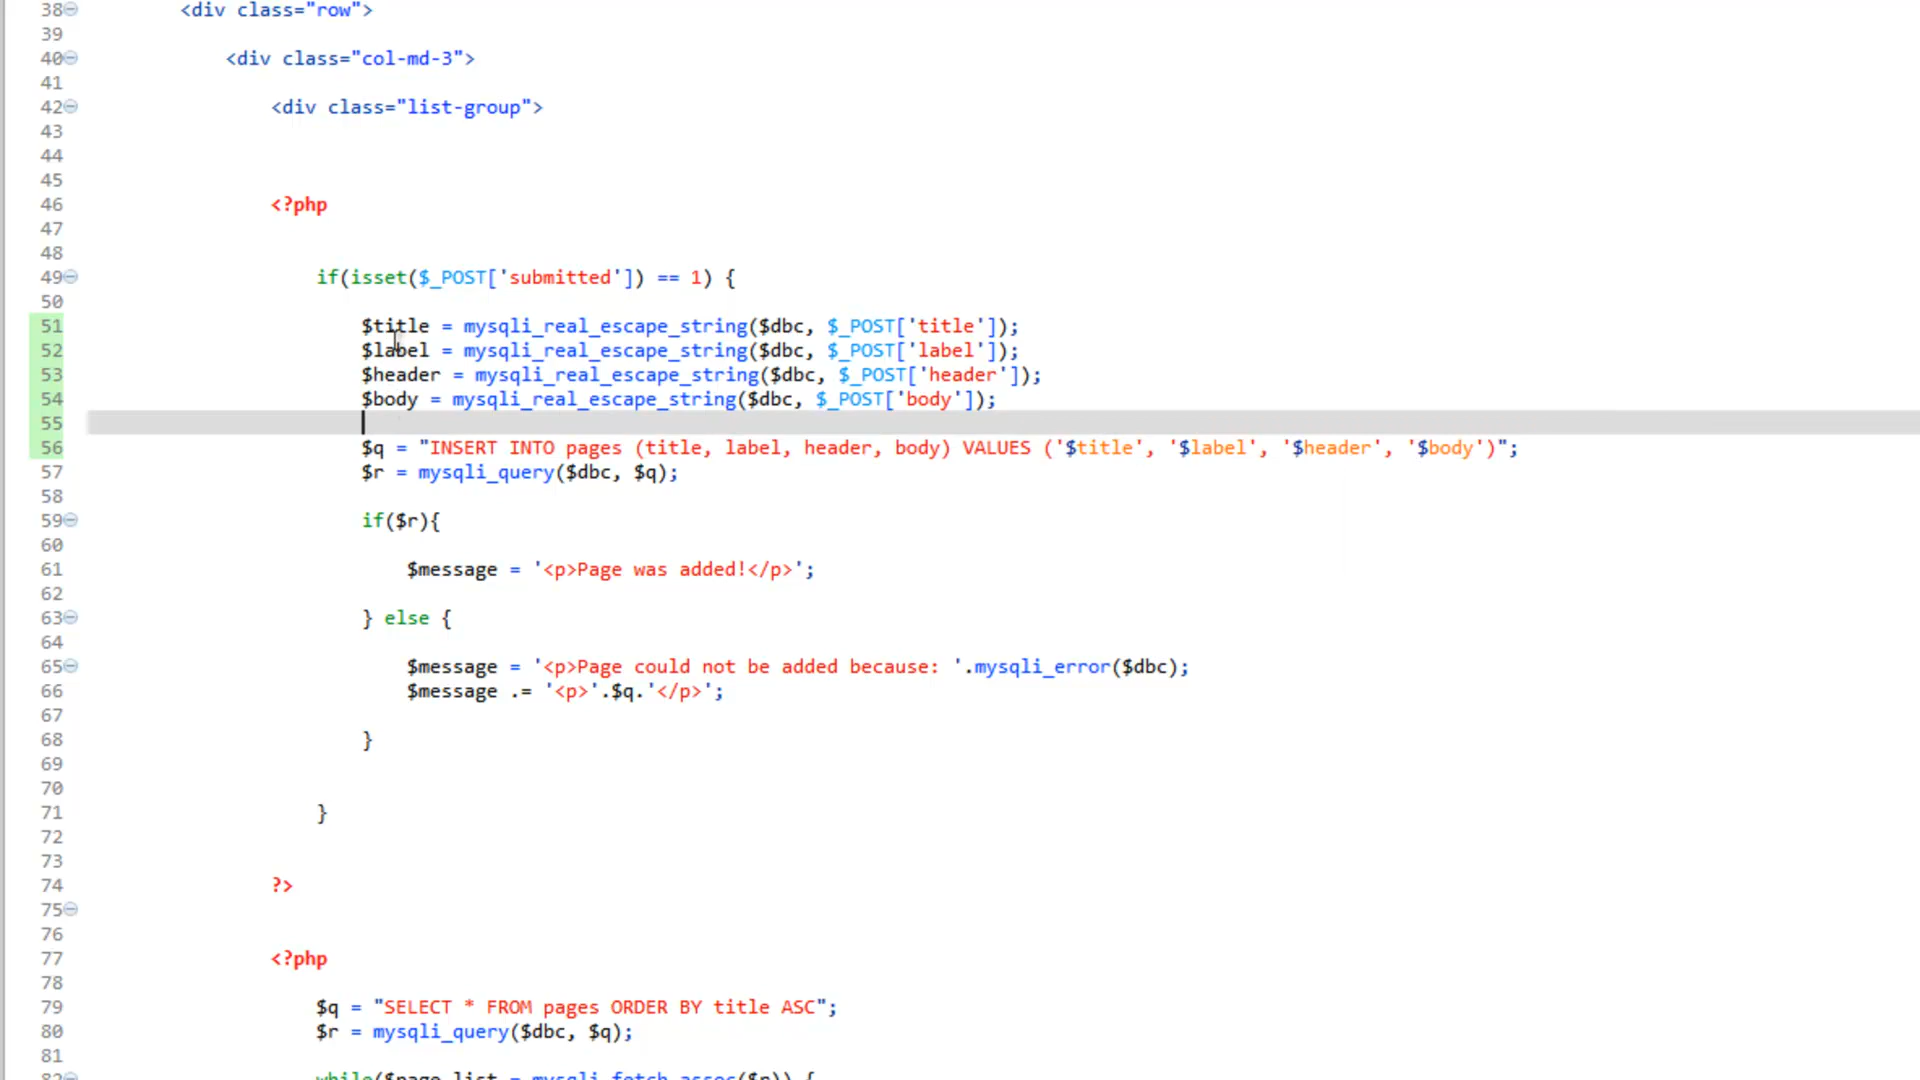 38 <div class="row">
39
40 <div class="col-md-3">
41
42 <div class="list-group">
43
44
45
46 <?php
47
48
49 if(isset($_POST['submitted']) == 1) {
50
51 $title = mysqli_real_escape_string($dbc, $_POST['title']);
52 $label = mysqli_real_escape_string($dbc, $_POST['label']);
53 $header = mysqli_real_escape_string($dbc, $_POST['header']);
54 $body = mysqli_real_escape_string($dbc, $_POST['body']);
55
56 $q = "INSERT INTO pages (title, label, header, body) VALUES ('$title', '$label', '$header', '$body')";
57 $r = mysqli_query($dbc, $q);
58
59 if($r){
60
61 $message = '<p>Page was added!</p>';
62
63 } else {
64
65 $message = '<p>Page could not be added because: '.mysqli_error($dbc);
66 $message .= '<p>'.$q.'</p>';
67
68 }
69
70
71 }
72
73
74 ?>
75
76
77 <?php
78
79 $q = "SELECT * FROM pages ORDER BY title ASC";
80 $r = mysqli_query($dbc, $q);
81
82 while($page_list = mysqli_fetch_assoc($r)) {